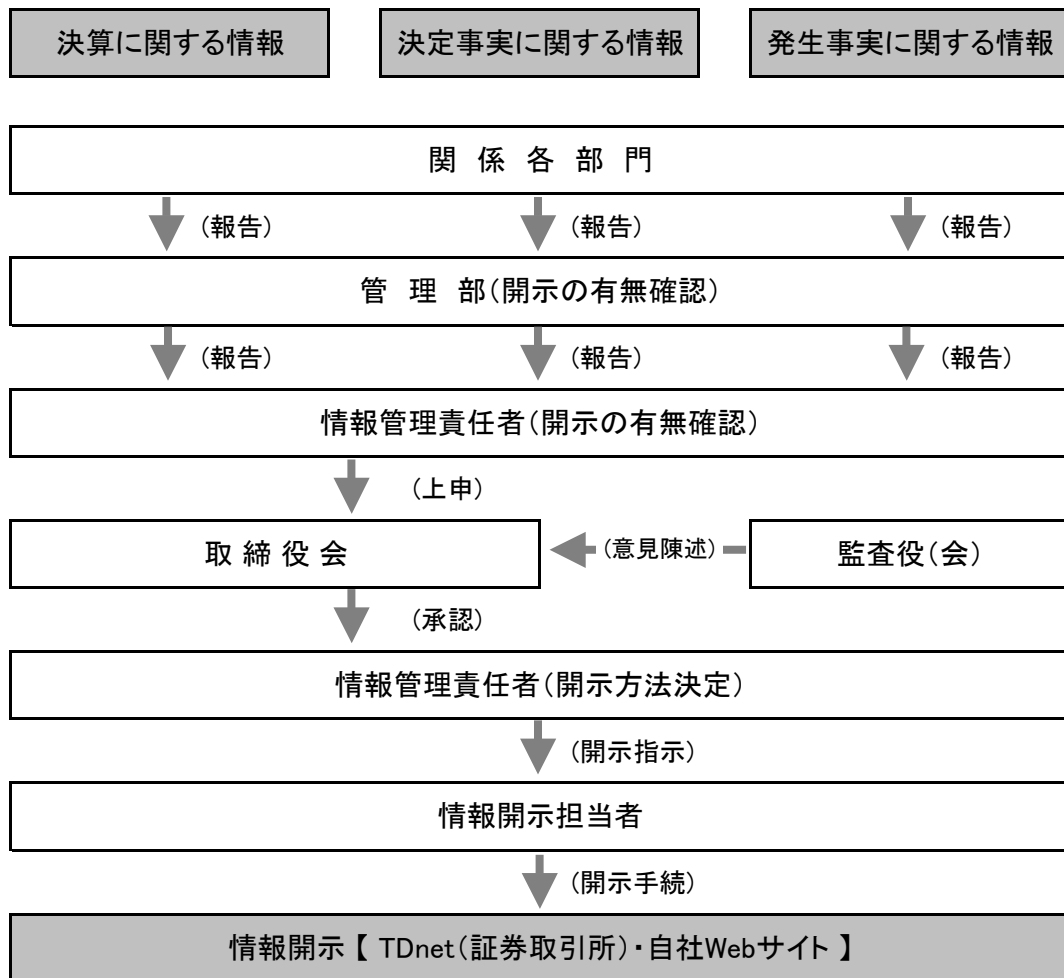 決算に関する情報
決定事実に関する情報
発生事実に関する情報
関 係 各 部 門
(報告)
(報告)
(報告)
管 理 部(開示の有無確認)
(報告)
(報告)
(報告)
情報管理責任者(開示の有無確認)
(上申)
取 締 役 会
(意見陳述)
監査役(会)
(承認)
情報管理責任者(開示方法決定)
(開示指示)
情報開示担当者
(開示手続)
情報開示【 TDnet(証券取引所)・自社Webサイト 】